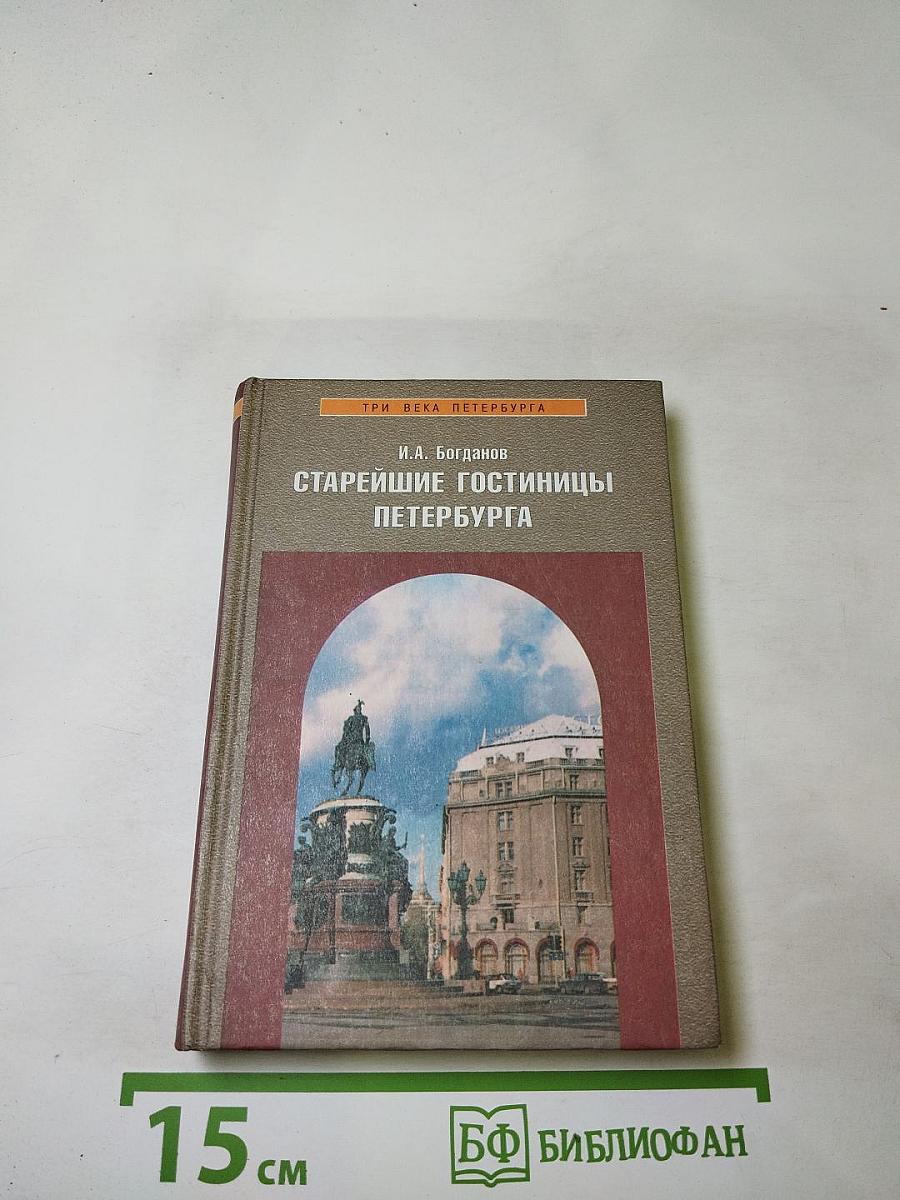 ТРИ ВЕКА ПЕТЕРБУРГА
И.А. Богданов
СТАРЕЙШИЕ ГОСТИНИЦЫ
ПЕТЕРБУРГА
15 см
БФ БИБЛИОФАН